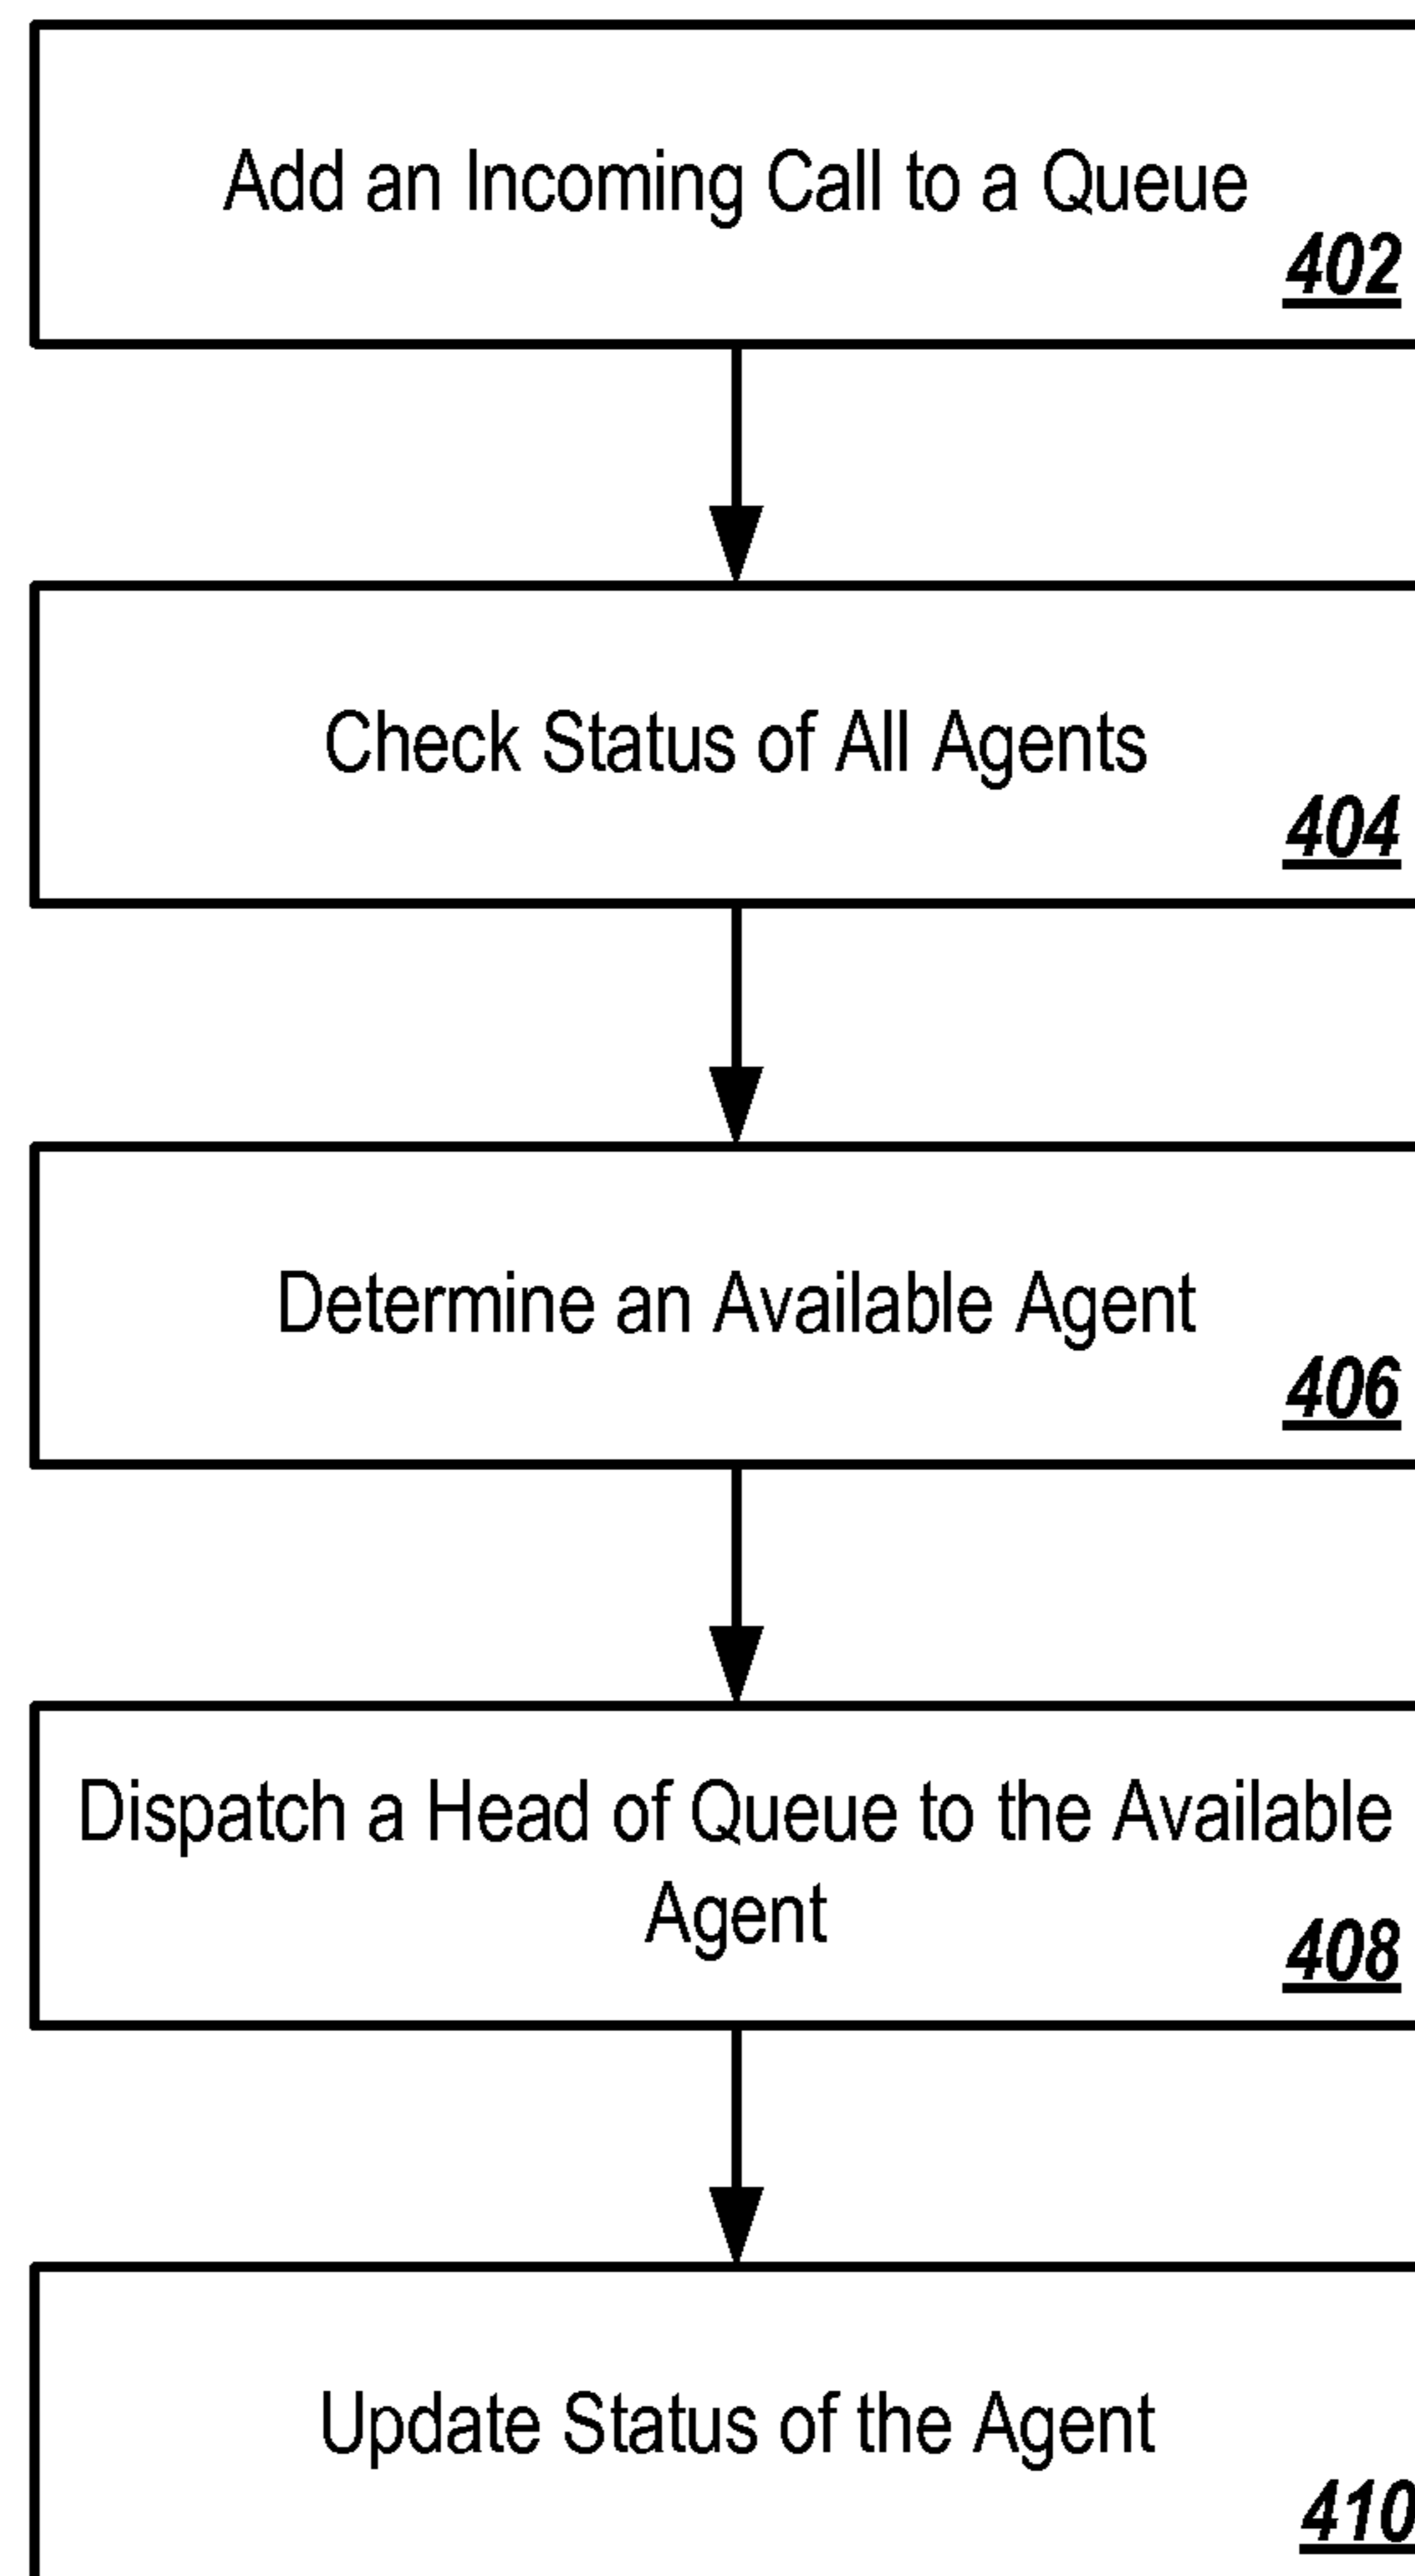 Add an Incoming Call to a Queue
402
Check Status of All Agents
404
Determine an Available Agent
406
Dispatch a Head of Queue to the Available
Agent
408
Update Status of the Agent
410